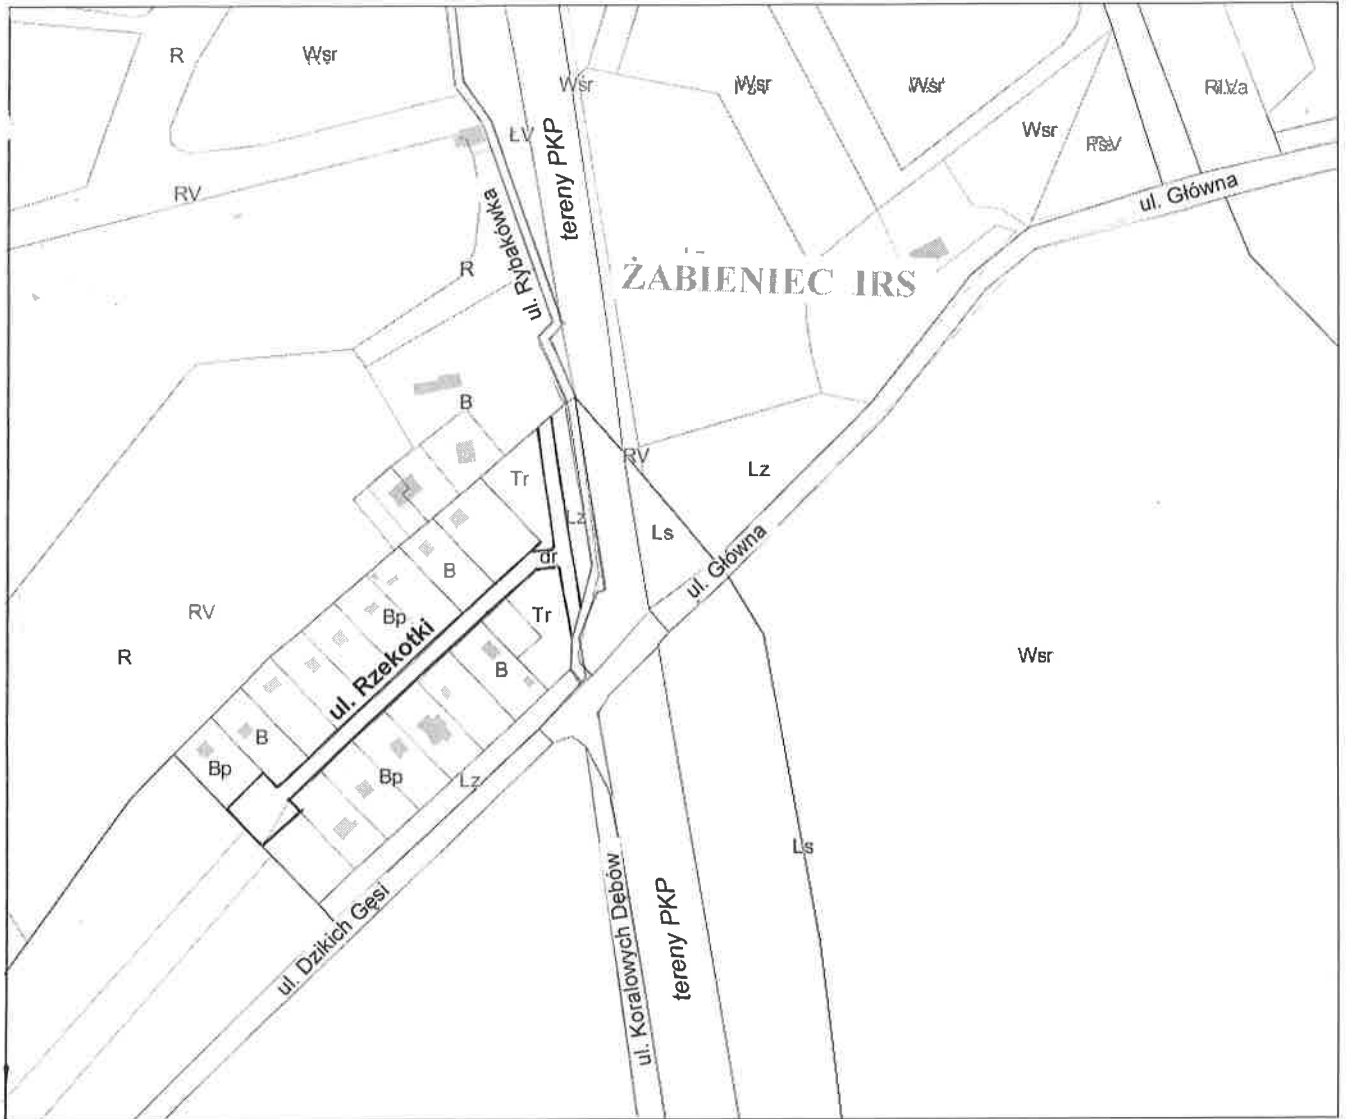 R
Wsr
Wsr
Wsr
Wsr
RIVa
Wsr
PsV
ŁV
tereny PKP
RV
ul. Główna
ul. Rybakówka
R
ŻABIENIEC IRS
B
RV
Lz
Tr
Lz
Ls
ul. Główna
dr
B
RV
Bp
Tr
ul. Rzekotki
R
B
Wsr
B
Bp
Bp
Lz
Ls
ul. Dzikich Gęsi
ul. Koralowych Dębów
tereny PKP